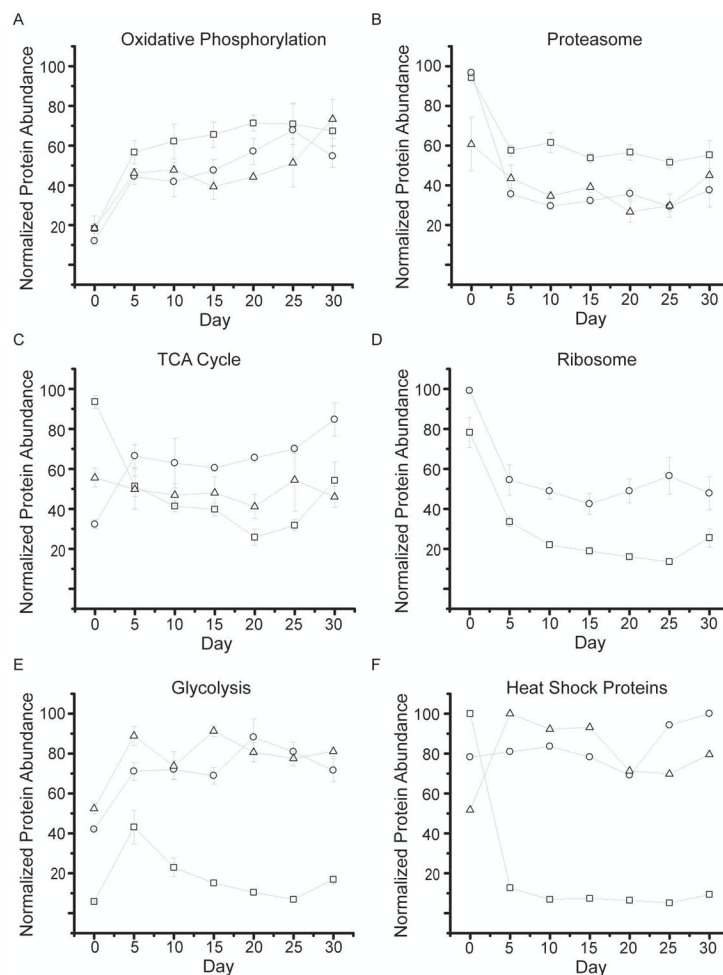 A
Oxidative Phosphorylation
Normalized Protein Abundance
100
80
60
40
20
0 5 10 15 20 25 30
Day
B
Proteasome
Normalized Protein Abundance
100
80
60
40
20
0 5 10 15 20 25 30
Day
C
TCA Cycle
Normalized Protein Abundance
100
80
60
40
20
0 5 10 15 20 25 30
Day
D
Ribosome
Normalized Protein Abundance
100
80
60
40
20
0 5 10 15 20 25 30
Day
E
Glycolysis
Normalized Protein Abundance
100
80
60
40
20
0 5 10 15 20 25 30
Day
F
Heat Shock Proteins
Normalized Protein Abundance
100
80
60
40
20
0 5 10 15 20 25 30
Day